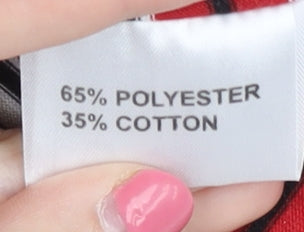 65% POLYESTER
35% COTTON